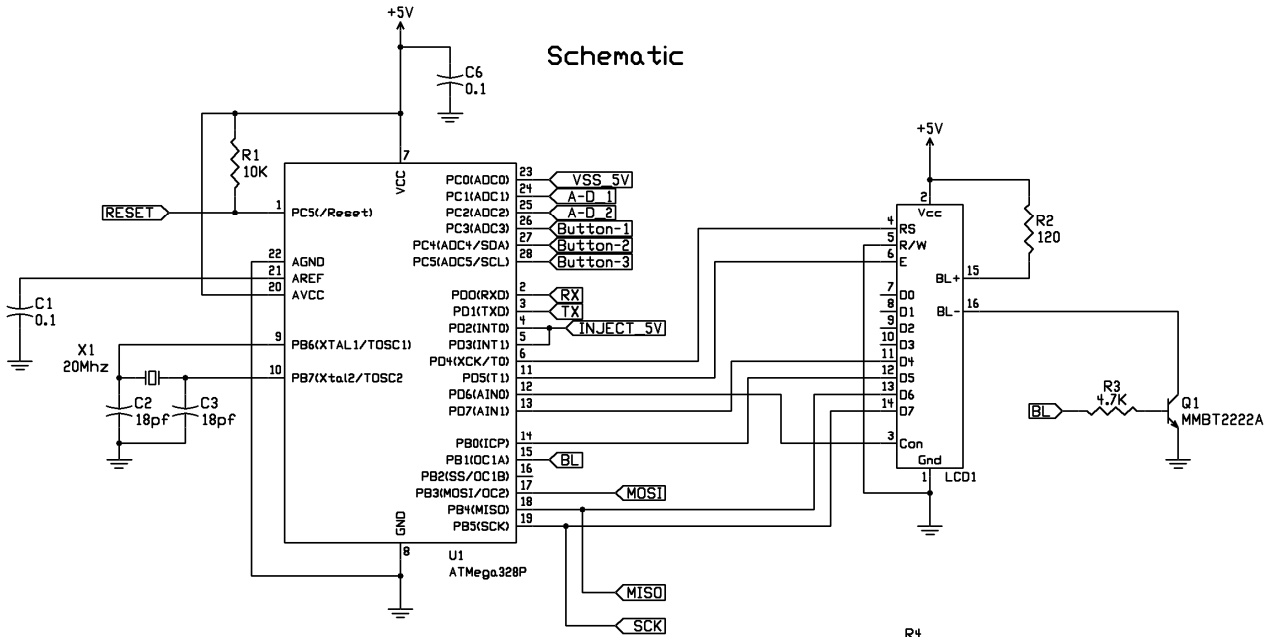 +5V
Schematic
C6
0.1
+5V
R1
10K
7
VCC
RESET
1
PC5(/Reset)
22
AGND
21
AREF
20
AVCC
C1
0.1
X1
20Mhz
9
PB6(XTAL1/TOSC1)
10
PB7(Xtal2/TOSC2
C2
18pf
C3
18pf
PC0(ADC0) 23 VSS_5V
PC1(ADC1) 24 A-D_1
PC2(ADC2) 25 A-D_2
PC3(ADC3) 26 Button-1
PC4(ADC4/SDA) 27 Button-2
PC5(ADC5/SCL) 28 Button-3
PD0(RXD) 2 RX
PD1(TXD) 3 TX
PD2(INT0) 4 INJECT_5V
PD3(INT1) 5
PD4(XCK/T0) 6
PD5(T1) 11
PD6(AIN0) 12
PD7(AIN1) 13
PB0(ICP) 14
PB1(OC1A) 15 BL
PB2(SS/OC1B) 16
PB3(MOSI/OC2) 17 MOSI
PB4(MISO) 18
PB5(SCK) 19
GND
8
U1
ATMega328P
MISO
SCK
2
Vcc
4 RS
5 R/W
6 E
7 D0
8 D1
9 D2
10 D3
11 D4
12 D5
13 D6
14 D7
3 Con
Gnd
1
LCD1
BL+ 15
BL- 16
R2
120
BL
R3
4.7K
Q1
MMBT2222A
R4